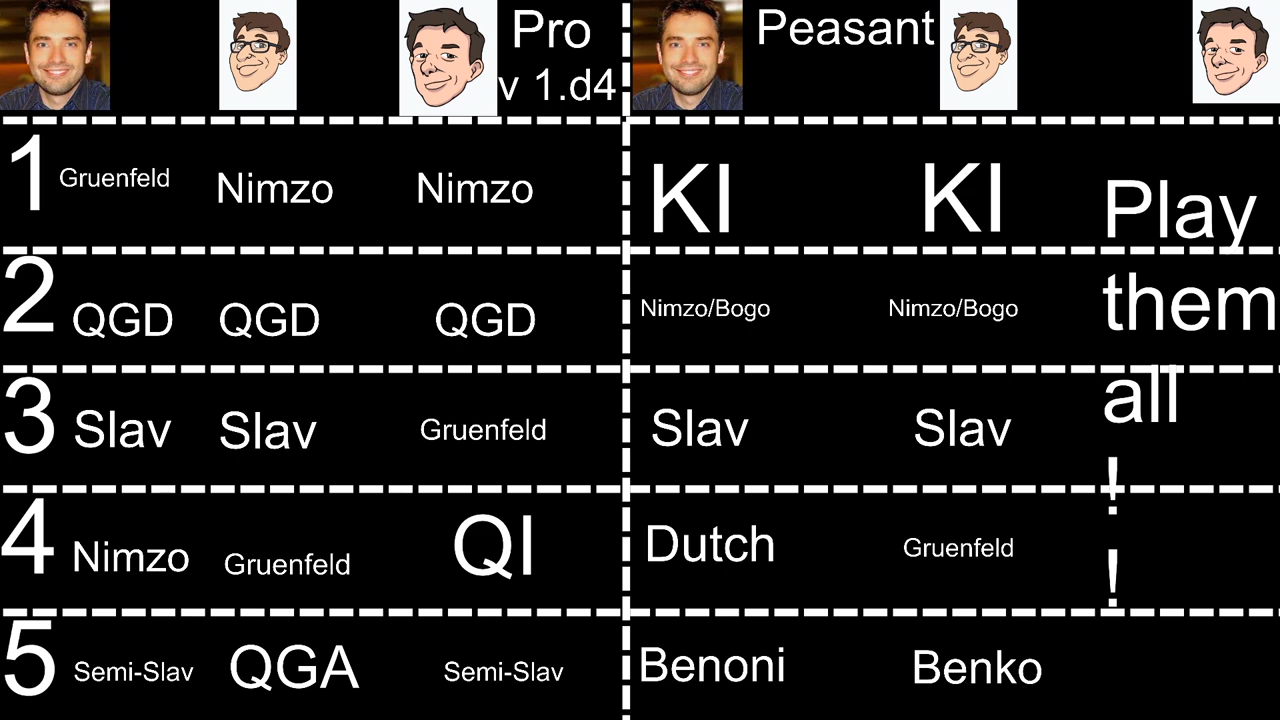 Pro
v 1.d4
Peasant
1 Gruenfeld Nimzo Nimzo KI KI Play
2 QGD QGD QGD Nimzo/Bogo Nimzo/Bogo them
3 Slav Slav Gruenfeld Slav Slav all
4 Nimzo Gruenfeld QI Dutch Gruenfeld !
!
5 Semi-Slav QGA Semi-Slav Benoni Benko